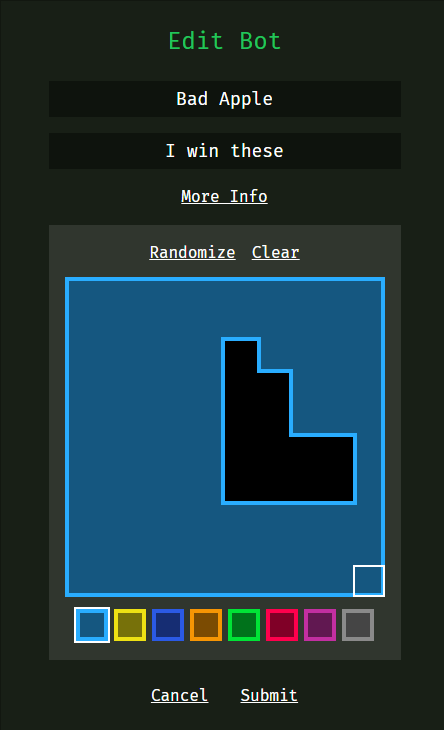 Edit Bot
Bad Apple
I win these
More Info
Randomize Clear
Cancel Submit